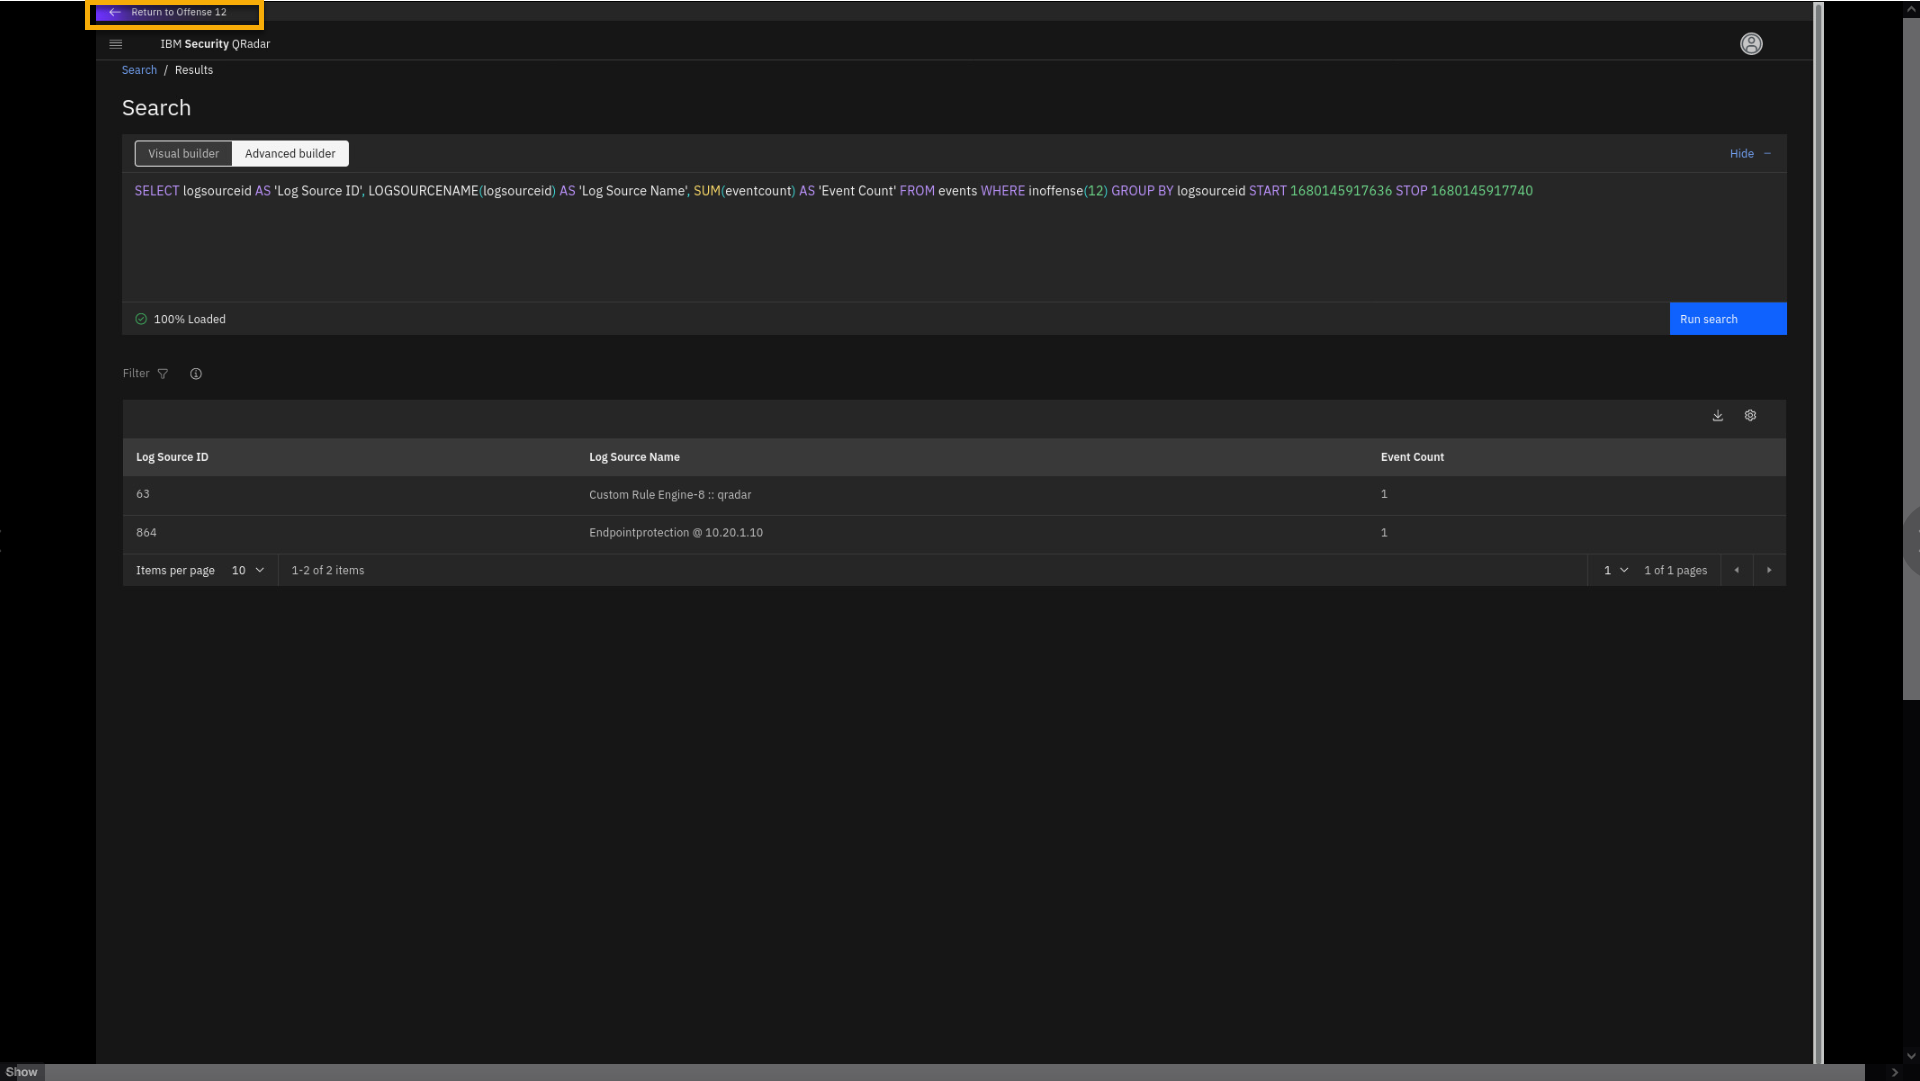 Return to Offense 12
IBM Security QRadar
Search / Results
Search
Visual builder Advanced builder Hide
SELECT logsourceid AS 'Log Source ID', LOGSOURCENAME(logsourceid) AS 'Log Source Name', SUM(eventcount) AS 'Event Count' FROM events WHERE inoffense(12) GROUP BY logsourceid START 1680145917636 STOP 1680145917740
100% Loaded Run search
Filter
Log Source ID Log Source Name Event Count
63 Custom Rule Engine-8 :: qradar 1
864 Endpointprotection @ 10.20.1.10 1
Items per page 10 1-2 of 2 items 1 1 of 1 pages
Show